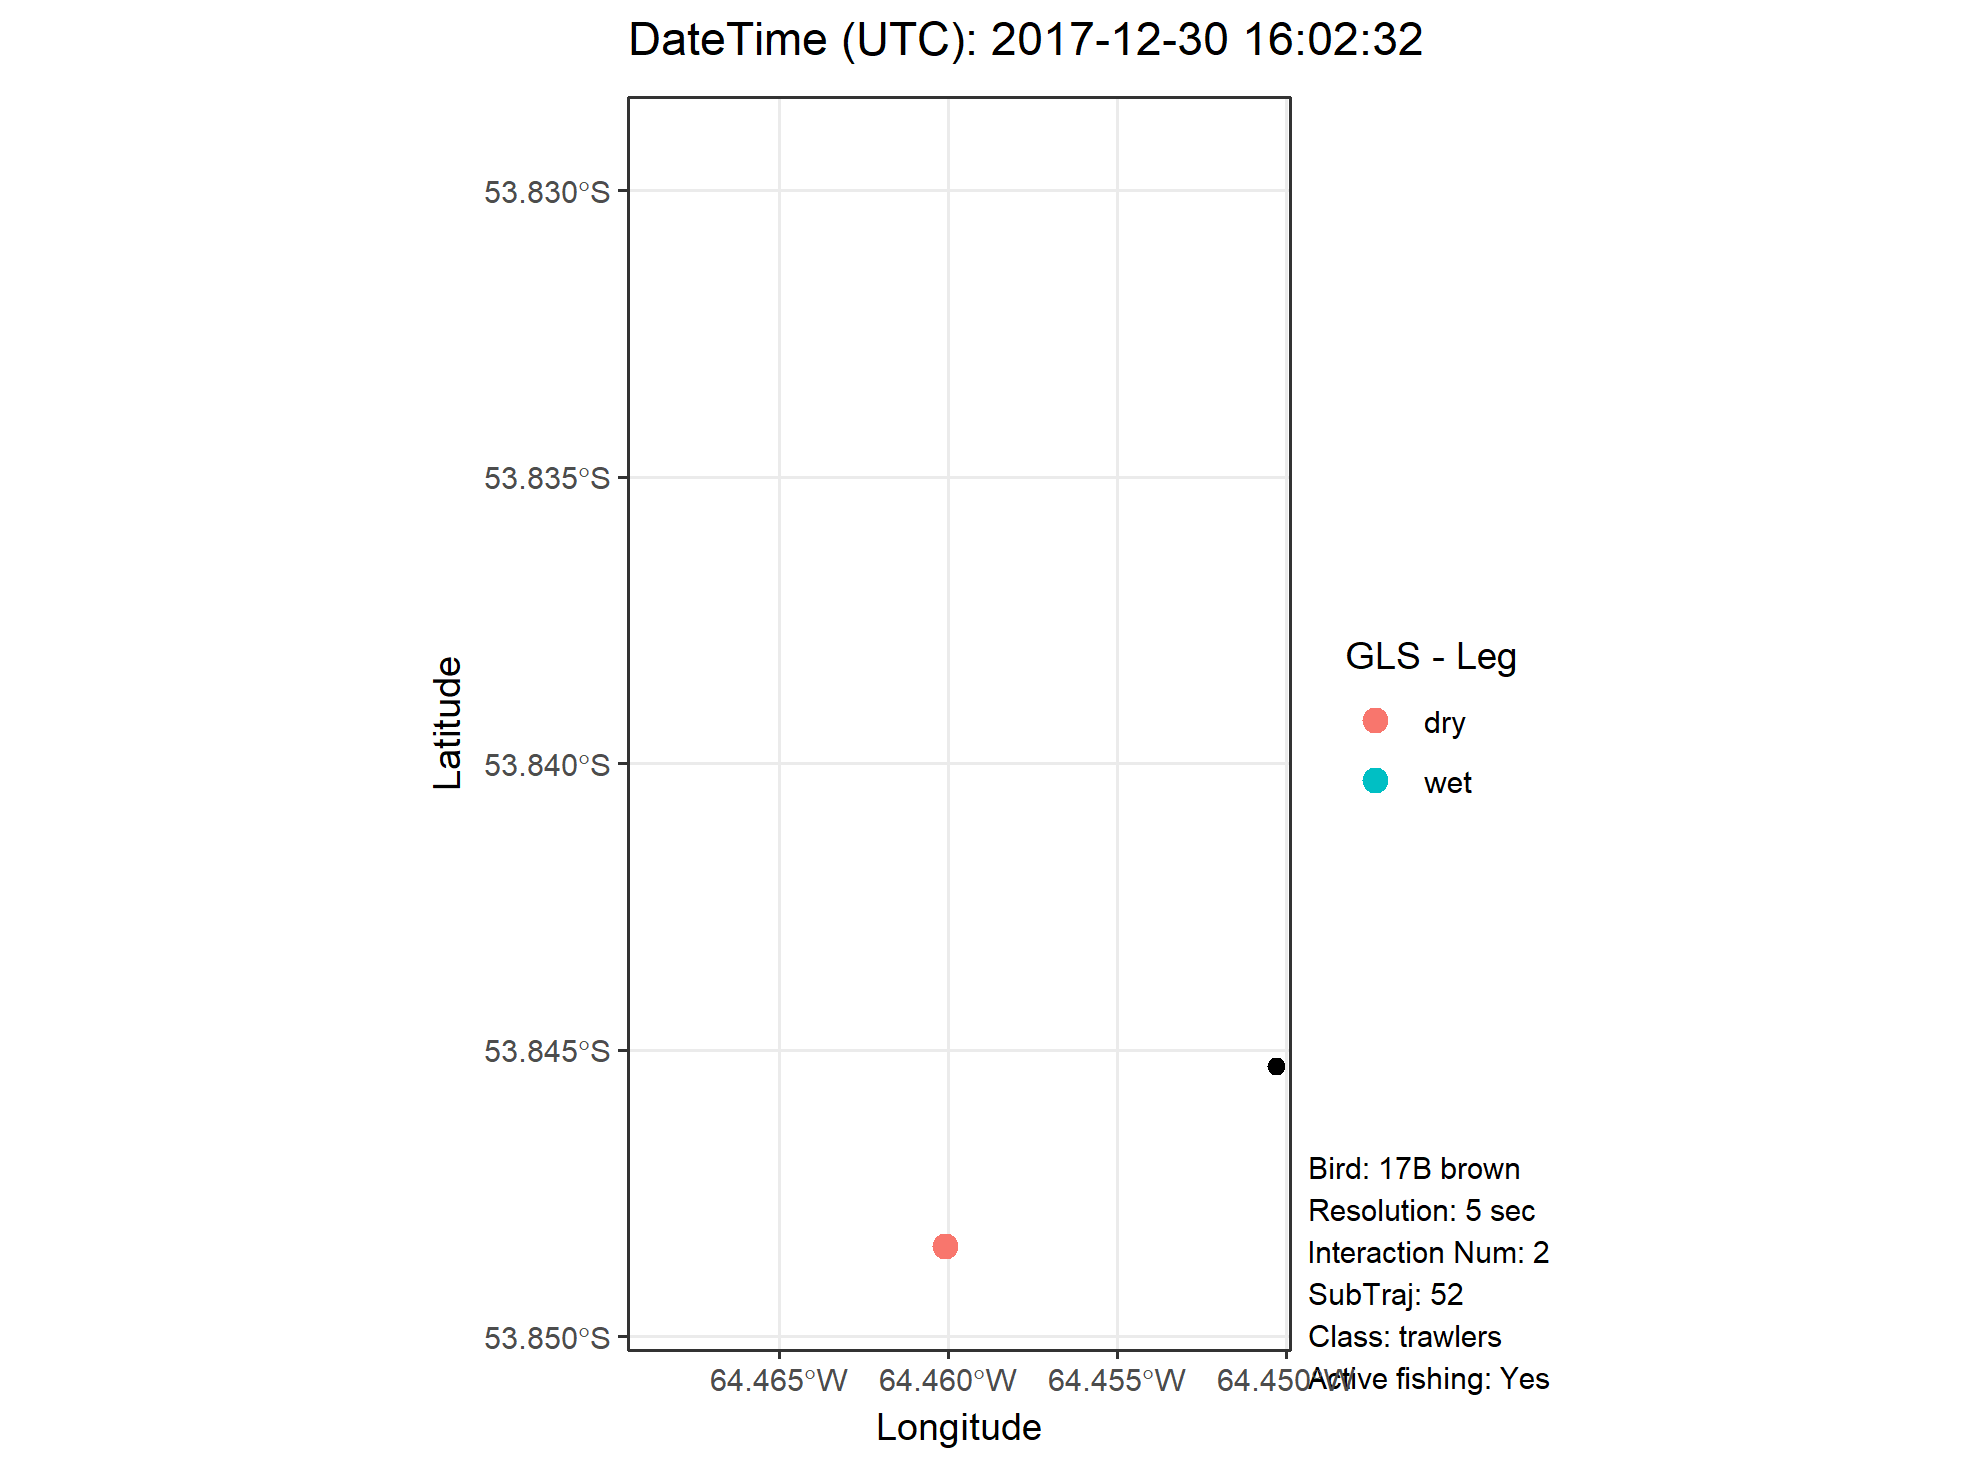 DateTime (UTC): 2017-12-30 16:02:32
53.830°S
53.835°S
53.840°S
53.845°S
53.850°S
Latitude
64.465°W 64.460°W 64.455°W 64.450°W
Longitude
GLS - Leg
dry
wet
Bird: 17B brown
Resolution: 5 sec
Interaction Num: 2
SubTraj: 52
Class: trawlers
Active fishing: Yes